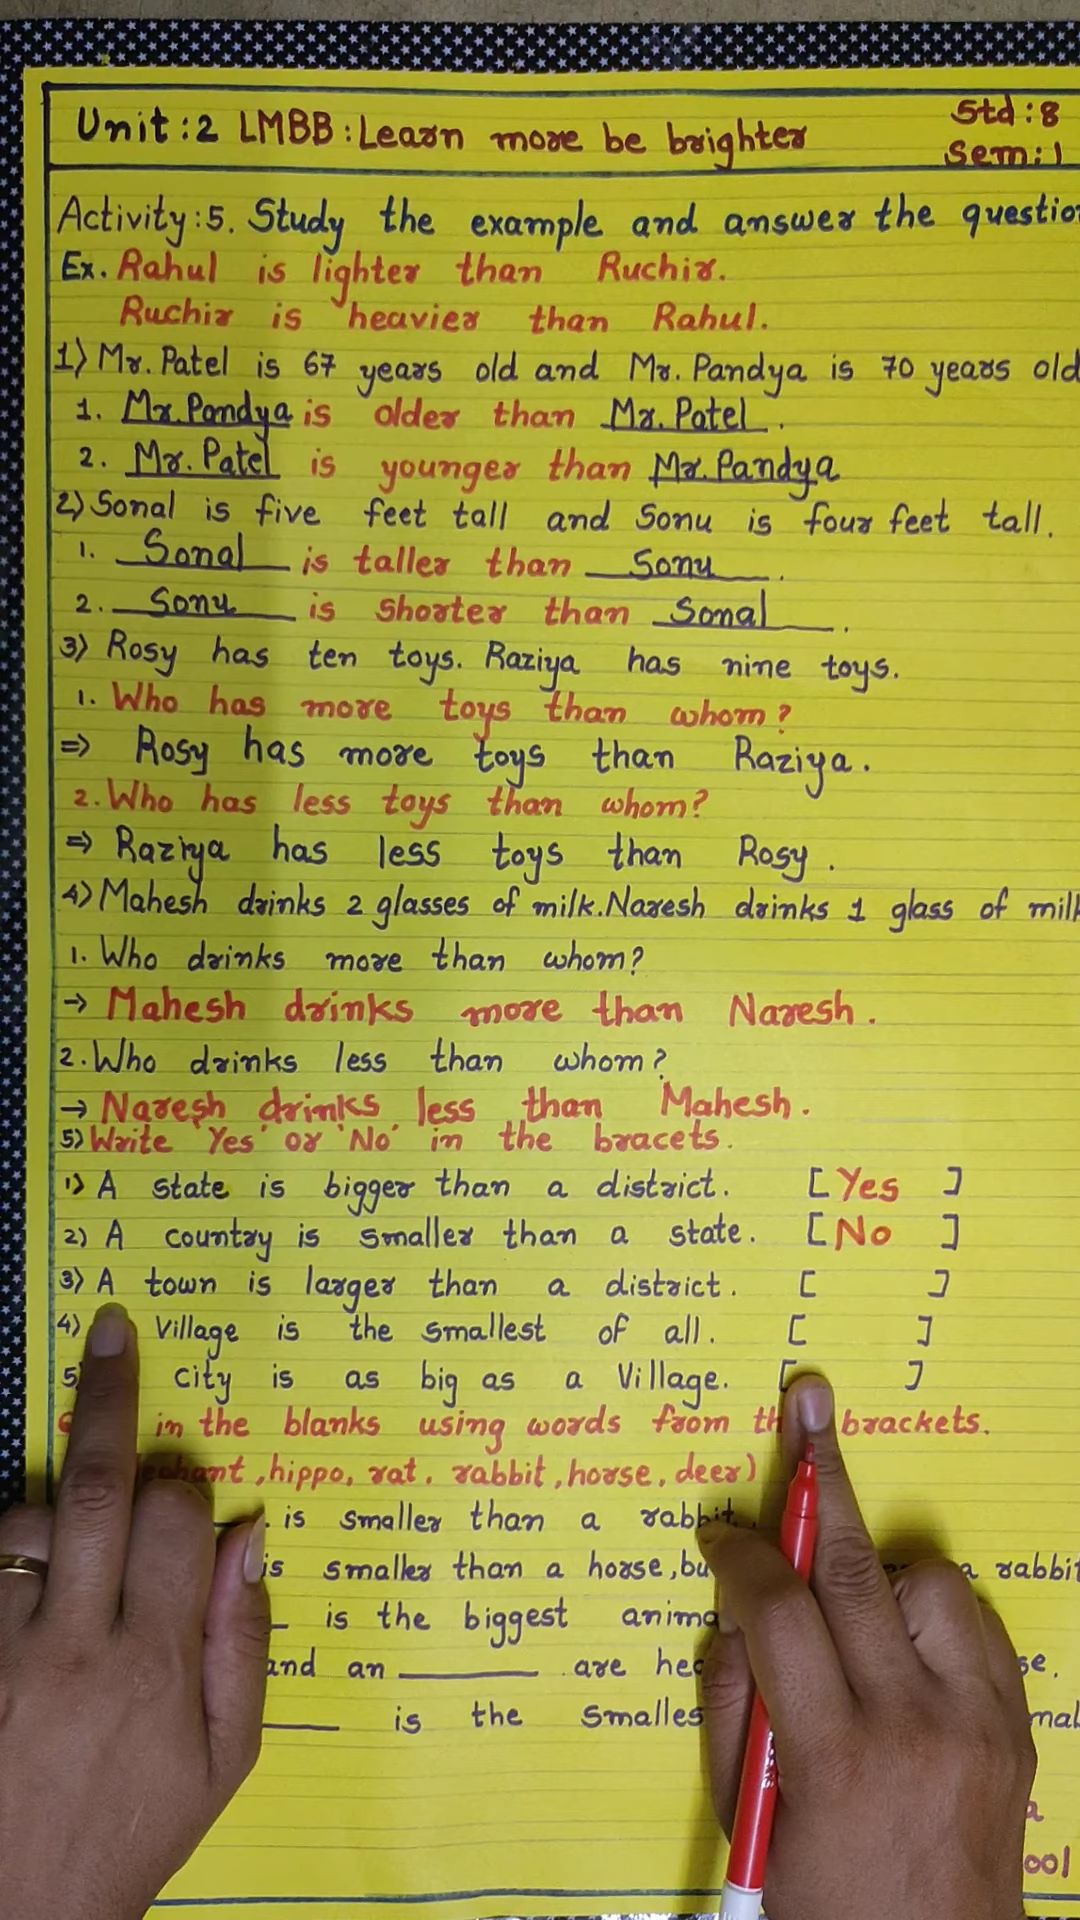 Unit:2 LMBB:Learn more be brighter
Std:8
Sem:1
Activity:5. Study the example and answer the
Ex. Rahul is lighter than Ruchir.
Ruchir is heavier than Rahul.
1) Mr. Patel is 67 years old and Mr. Pandya is 70 years old
1. Mr.Pandya is older than Mr.Patel.
2. Mr. Patel is younger than Mr.Pandya
2) Sonal is five feet tall and Sonu is four feet tall.
1. Sonal is taller than Sonu.
2. Sonu is shorter than Sonal.
3) Rosy has ten toys. Raziya has nine toys.
1. Who has more toys than whom?
⇒ Rosy has more toys than Raziya.
2. Who has less toys than whom?
⇒ Raziya has less toys than Rosy.
4) Mahesh drinks 2 glasses of milk. Naresh drinks 1 glass of
1. Who drinks more than whom?
→ Mahesh drinks more than Naresh.
2. Who drinks less than whom?
→ Naresh drinks less than Mahesh.
5) Write 'Yes' or 'No' in the bracets.
1) A state is bigger than a district. [Yes ]
2) A country is smaller than a state. [No ]
3) A town is larger than a district. [ ]
4) Village is the smallest of all. [ ]
5) city is as big as a Village. [ ]
in the blanks using words from brackets.
, hippo, rat, rabbit, horse, deer)
is smaller than a rabbit.
is smaller than a horse, a rabbit
is the biggest
and an ______ are
______ is the